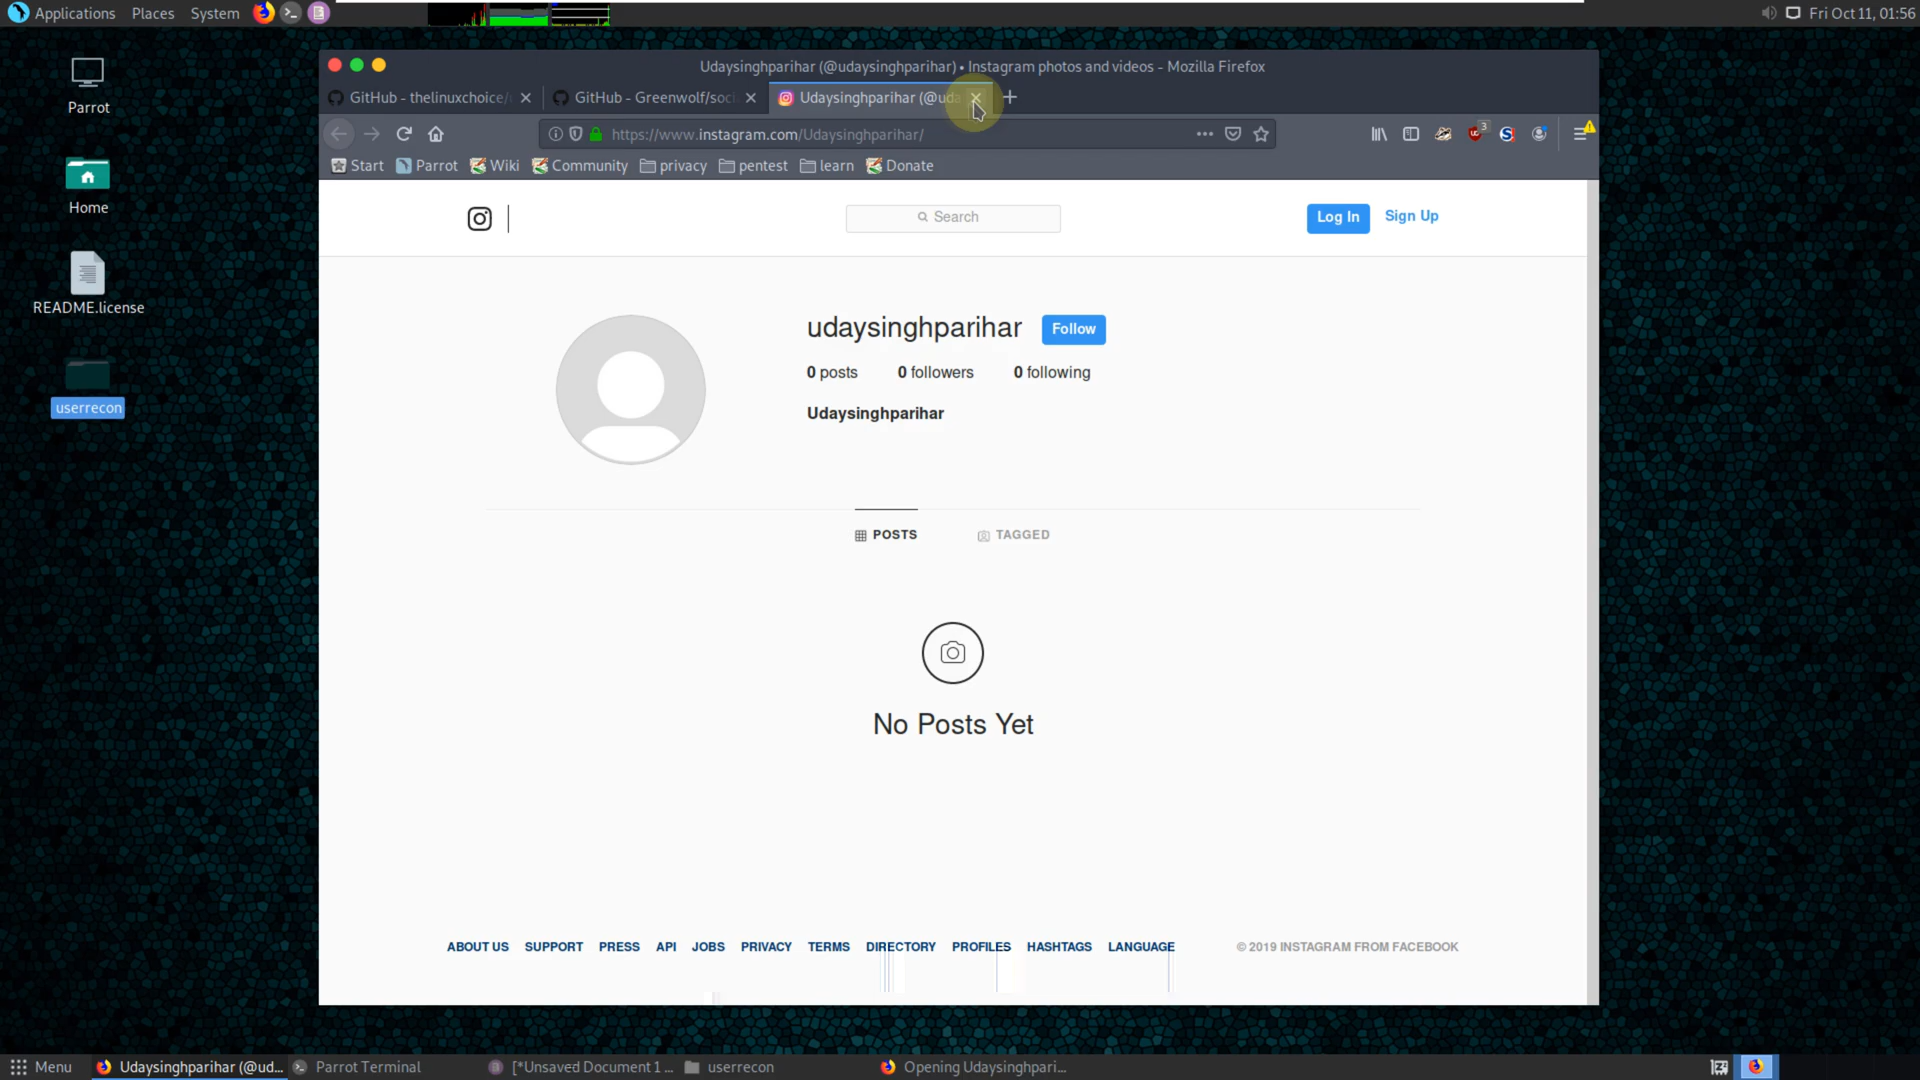 Applications Places System
Fri Oct 11, 01:56
Parrot
Home
README.license
userrecon
Udaysinghparihar (@udaysinghparihar) • Instagram photos and videos - Mozilla Firefox
GitHub - thelinuxchoice/
GitHub - Greenwolf/soci
Udaysinghparihar (@uda
https://www.instagram.com/Udaysinghparihar/
3
Start Parrot Wiki Community privacy pentest learn Donate
Search
Log In
Sign Up
udaysinghparihar
Follow
0 posts 0 followers 0 following
Udaysinghparihar
POSTS
TAGGED
No Posts Yet
ABOUT US SUPPORT PRESS API JOBS PRIVACY TERMS DIRECTORY PROFILES HASHTAGS LANGUAGE
© 2019 INSTAGRAM FROM FACEBOOK
Menu
Udaysinghparihar (@ud...
Parrot Terminal
[*Unsaved Document 1 ...
userrecon
Opening Udaysinghpari...